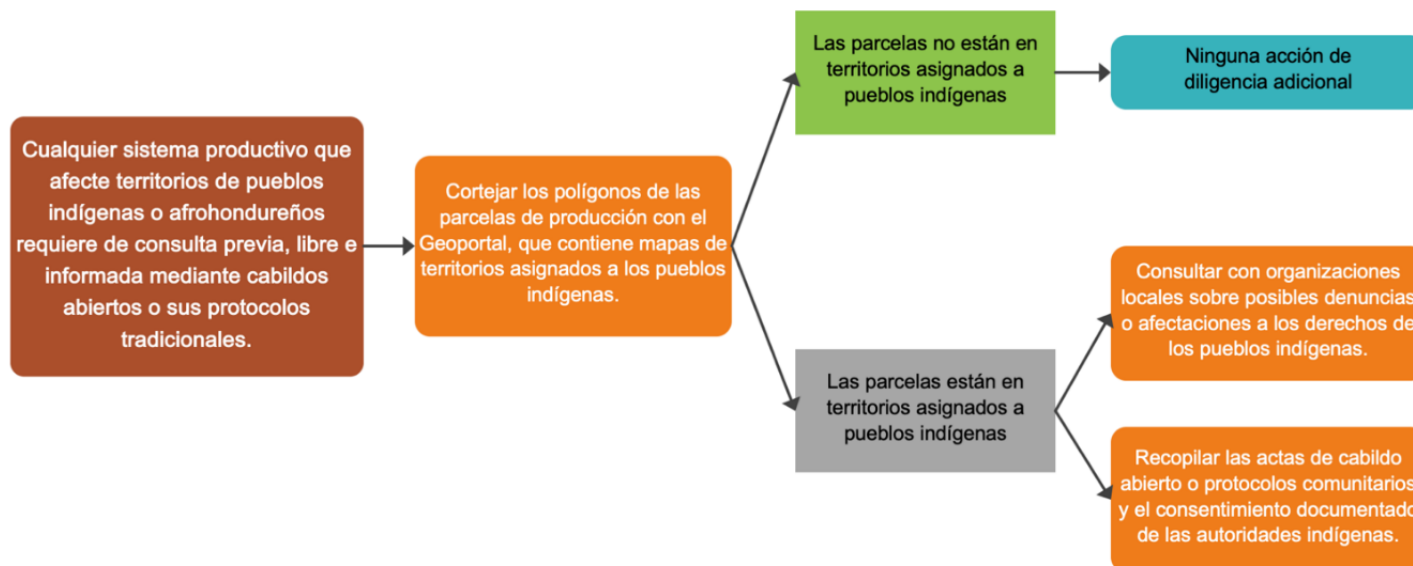 Cualquier sistema productivo que
afecte territorios de pueblos
indígenas o afrohondureños
requiere de consulta previa, libre e
informada mediante cabildos
abiertos o sus protocolos
tradicionales.
Cortejar los polígonos de las
parcelas de producción con el
Geoportal, que contiene mapas de
territorios asignados a los pueblos
indígenas.
Las parcelas no están en
territorios asignados a
pueblos indígenas
Ninguna acción de
diligencia adicional
Las parcelas están en
territorios asignados a
pueblos indígenas
Consultar con organizaciones
locales sobre posibles denuncias
o afectaciones a los derechos de
los pueblos indígenas.
Recopilar las actas de cabildo
abierto o protocolos comunitarios
y el consentimiento documentado
de las autoridades indígenas.